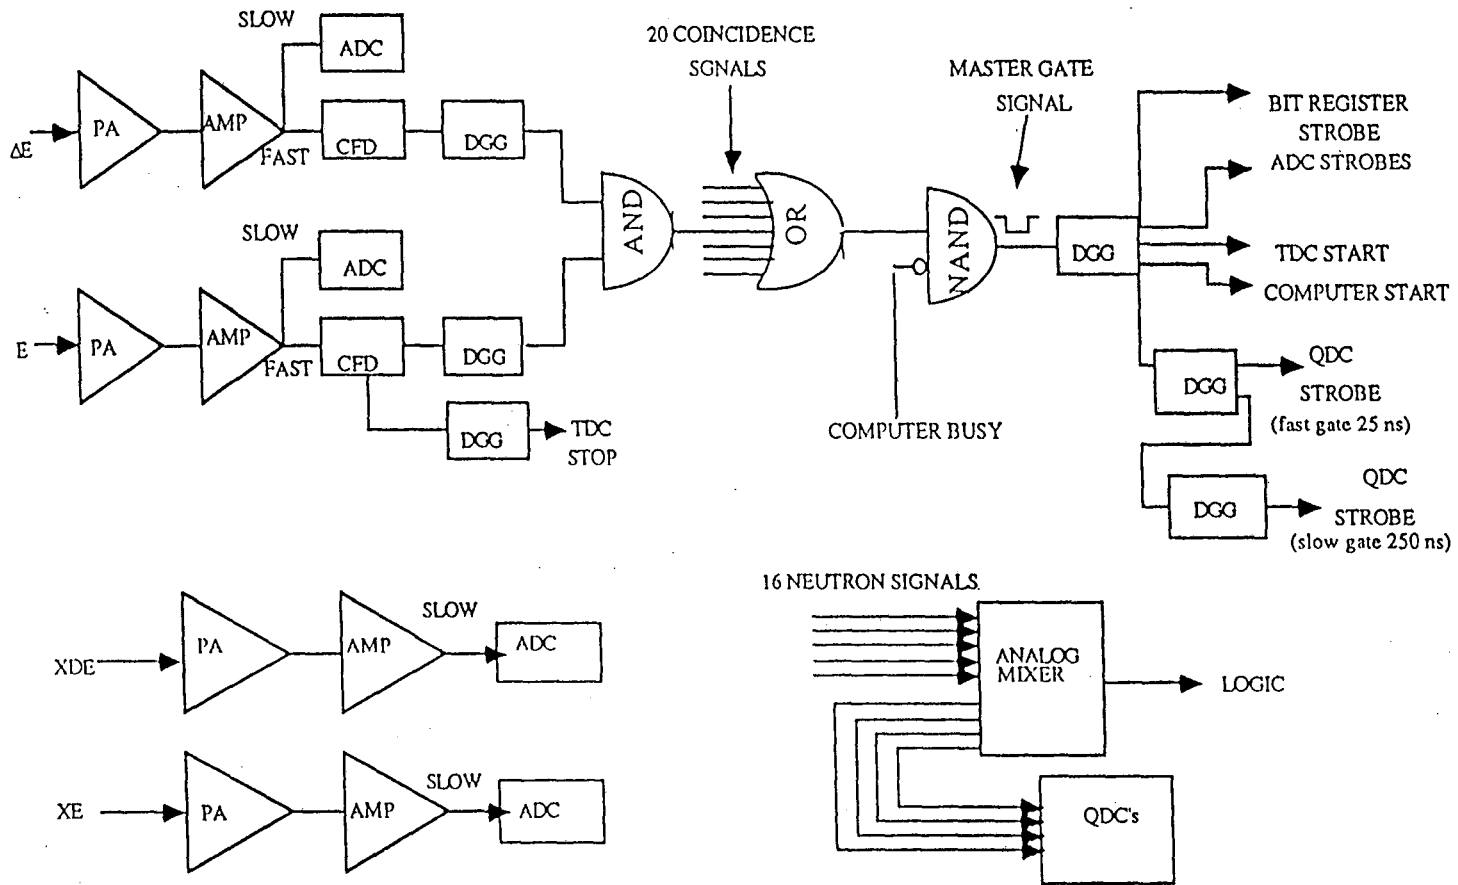 SLOW
ADC
20 COINCIDENCE
SGNALS
MASTER GATE
SIGNAL
ΔE
PA
AMP
FAST
CFD
DGG
BIT REGISTER
STROBE
ADC STROBES
SLOW
ADC
AND
OR
NAND
DGG
TDC START
COMPUTER START
E
PA
AMP
FAST
CFD
DGG
DGG
TDC
STOP
COMPUTER BUSY
DGG
QDC
STROBE
(fast gate 25 ns)
DGG
QDC
STROBE
(slow gate 250 ns)
XDE
PA
AMP
SLOW
ADC
16 NEUTRON SIGNALS.
ANALOG
MIXER
LOGIC
XE
PA
AMP
SLOW
ADC
QDC's